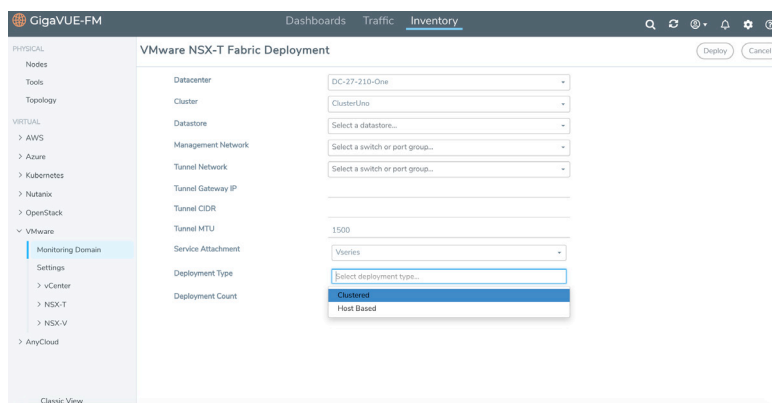 GigaVUE-FM
Dashboards Traffic Inventory
PHYSICAL
Nodes
Tools
Topology
VIRTUAL
> AWS
> Azure
> Kubernetes
> Nutanix
> OpenStack
VMware
Monitoring Domain
Settings
> vCenter
> NSX-T
> NSX-V
> AnyCloud
Classic View
VMware NSX-T Fabric Deployment
Deploy Cancel
Datacenter DC-27-210-One
Cluster ClusterUno
Datastore Select a datastore...
Management Network Select a switch or port group...
Tunnel Network Select a switch or port group...
Tunnel Gateway IP
Tunnel CIDR
Tunnel MTU 1500
Service Attachment Vseries
Deployment Type Select deployment type...
Clustered
Deployment Count
Host Based